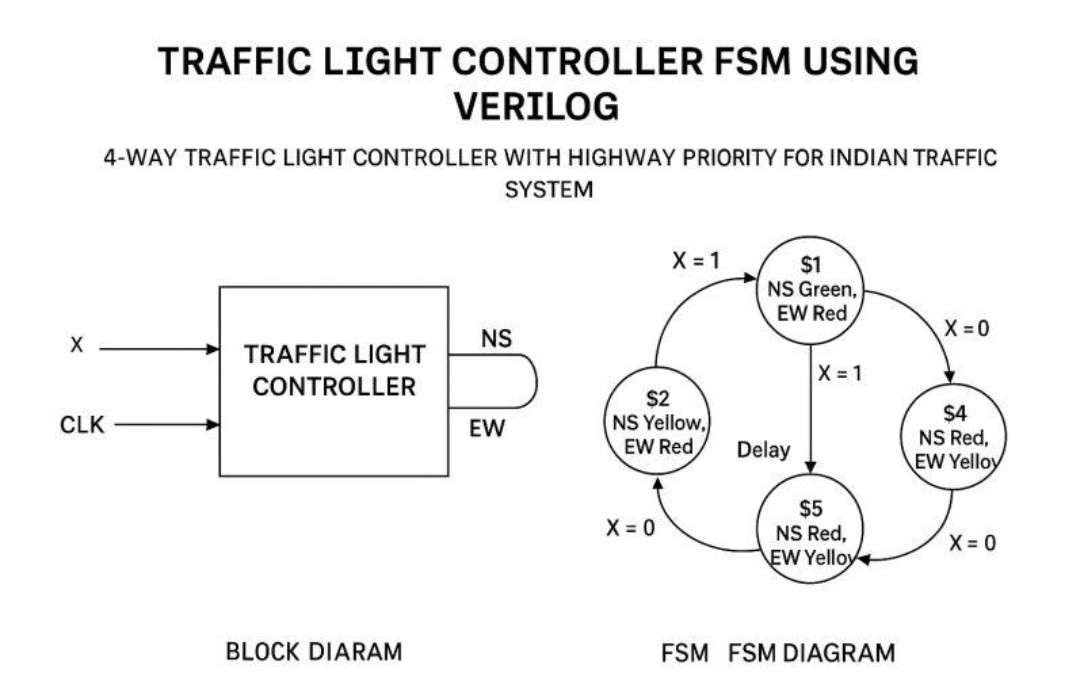 TRAFFIC LIGHT CONTROLLER FSM USING
VERILOG
4-WAY TRAFFIC LIGHT CONTROLLER WITH HIGHWAY PRIORITY FOR INDIAN TRAFFIC
SYSTEM
X
CLK
TRAFFIC LIGHT
CONTROLLER
NS
EW
BLOCK DIARAM
X = 1
$1
NS Green,
EW Red
X = 0
X = 1
$2
NS Yellow,
EW Red
Delay
$4
NS Red,
EW Yellov
$5
NS Red,
EW Yellov
X = 0
X = 0
FSM FSM DIAGRAM